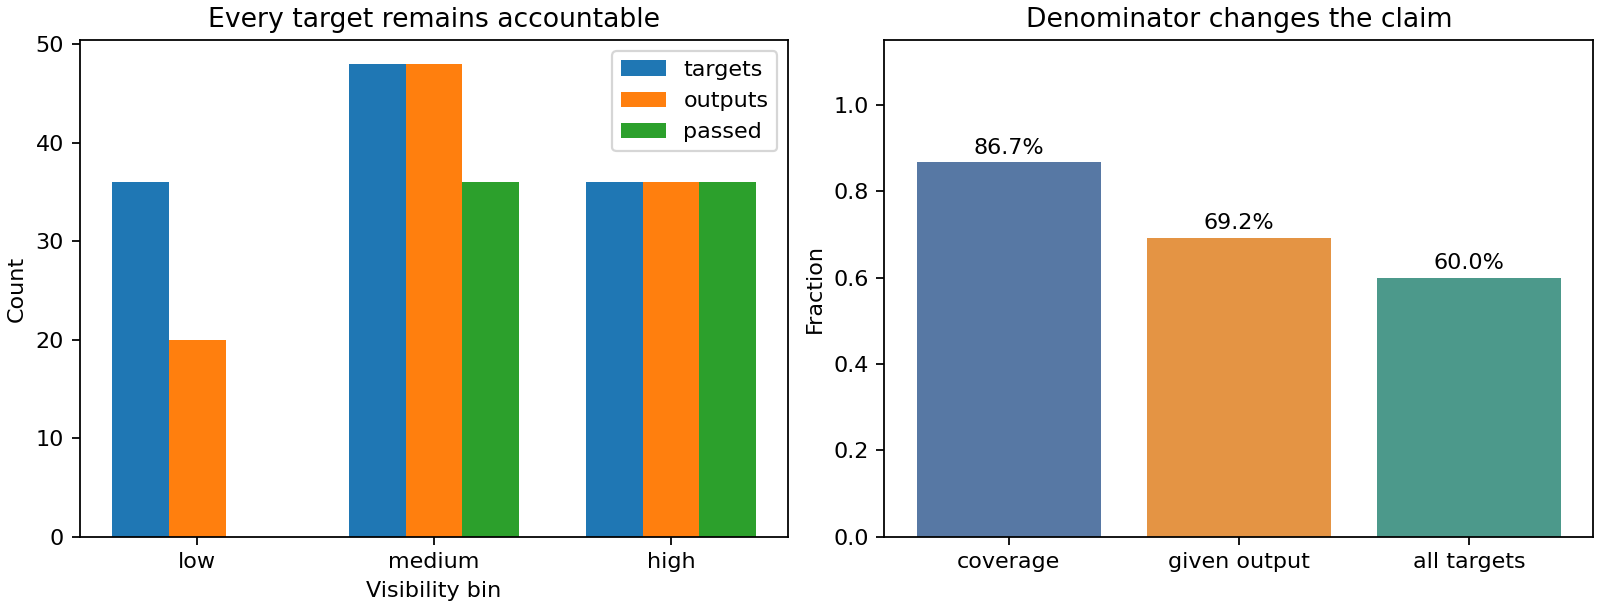 Every target remains accountable
50
40
30
20
10
0
Count
targets
outputs
passed
low
medium
high
Visibility bin
Denominator changes the claim
1.0
0.8
0.6
0.4
0.2
0.0
Fraction
86.7%
69.2%
60.0%
coverage
given output
all targets